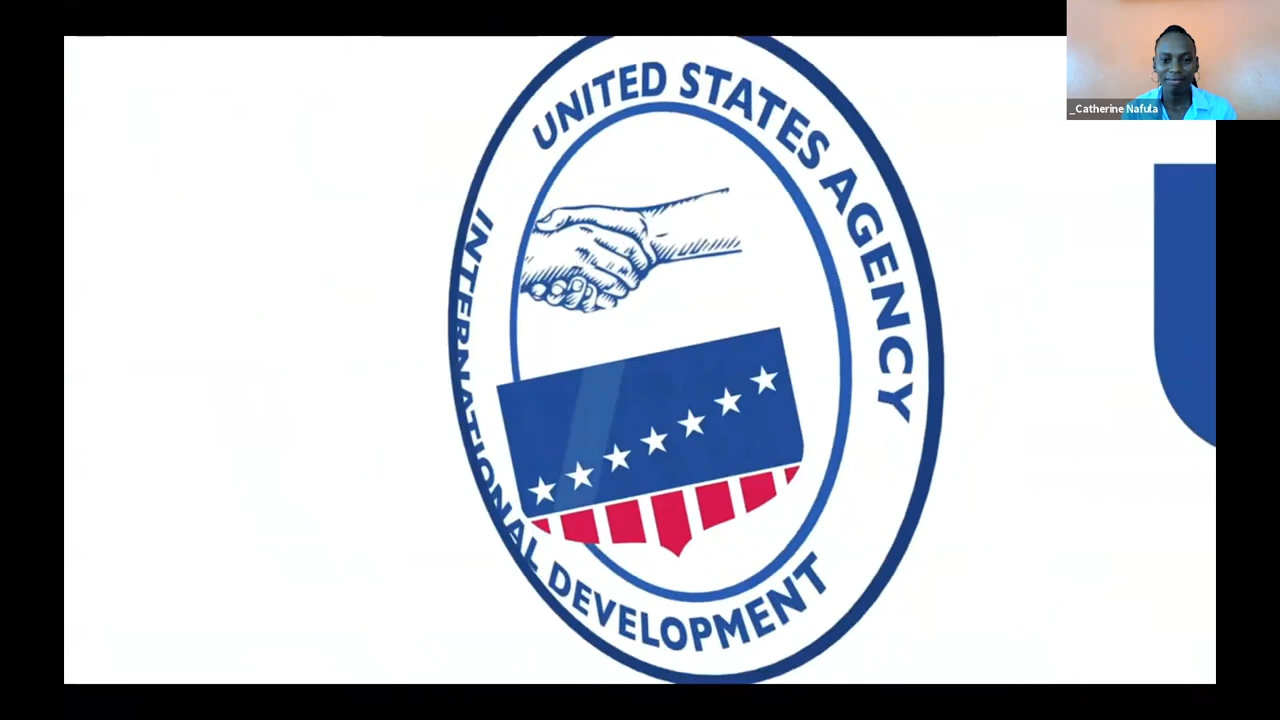 UNITED STATES AGENCY
INTERNATIONAL DEVELOPMENT
_Catherine Nafula